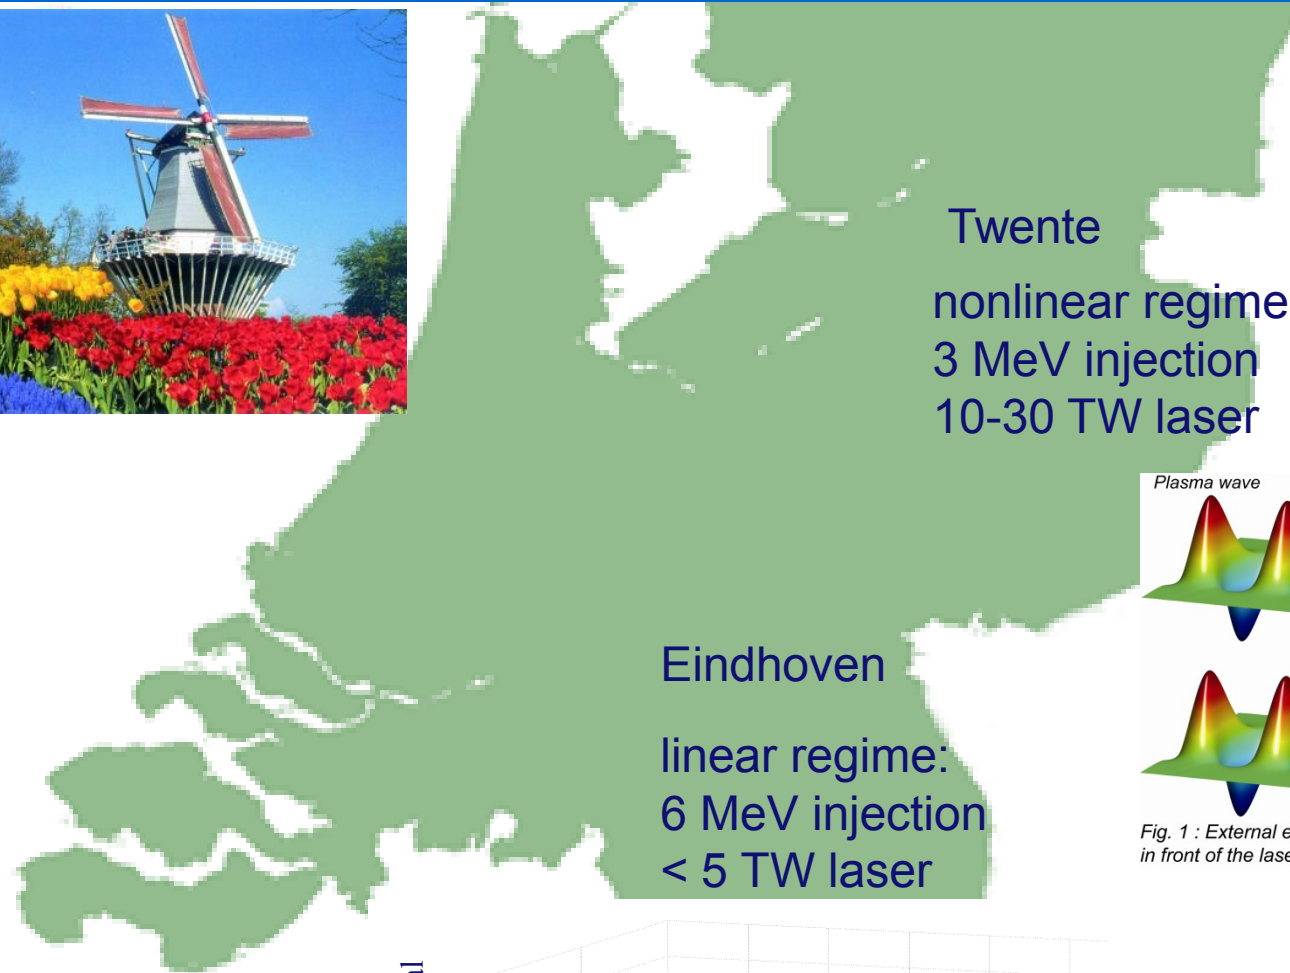 Twente
nonlinear regime
3 MeV injection
10-30 TW laser
Plasma wave
Eindhoven
linear regime:
6 MeV injection
< 5 TW laser
Fig. 1 : External
in front of the